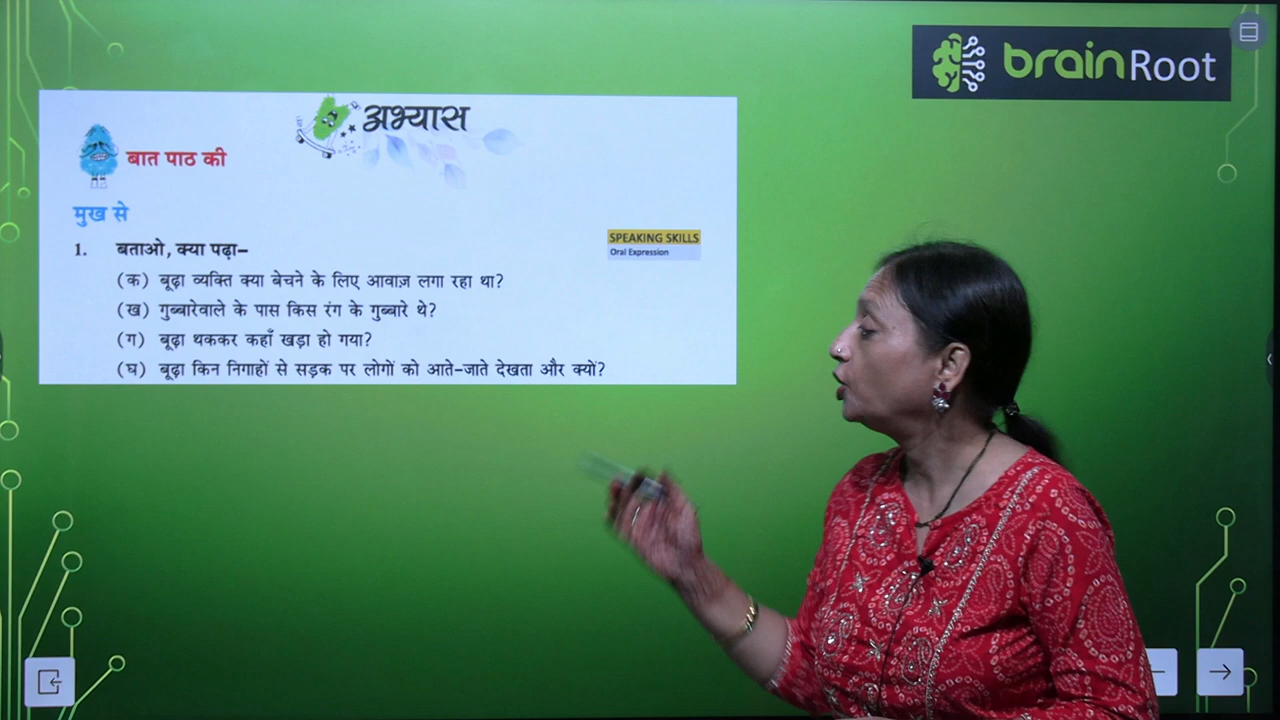 brainRoot
अभ्यास
बात पाठ की
मुख से
1. बताओ, क्या पढ़ा–
SPEAKING SKILLS
Oral Expression
(क) बूढ़ा व्यक्ति क्या बेचने के लिए आवाज़ लगा रहा था?
(ख) गुब्बारेवाले के पास किस रंग के गुब्बारे थे?
(ग) बूढ़ा थककर कहाँ खड़ा हो गया?
(घ) बूढ़ा किन निगाहों से सड़क पर लोगों को आते-जाते देखता और क्यों?